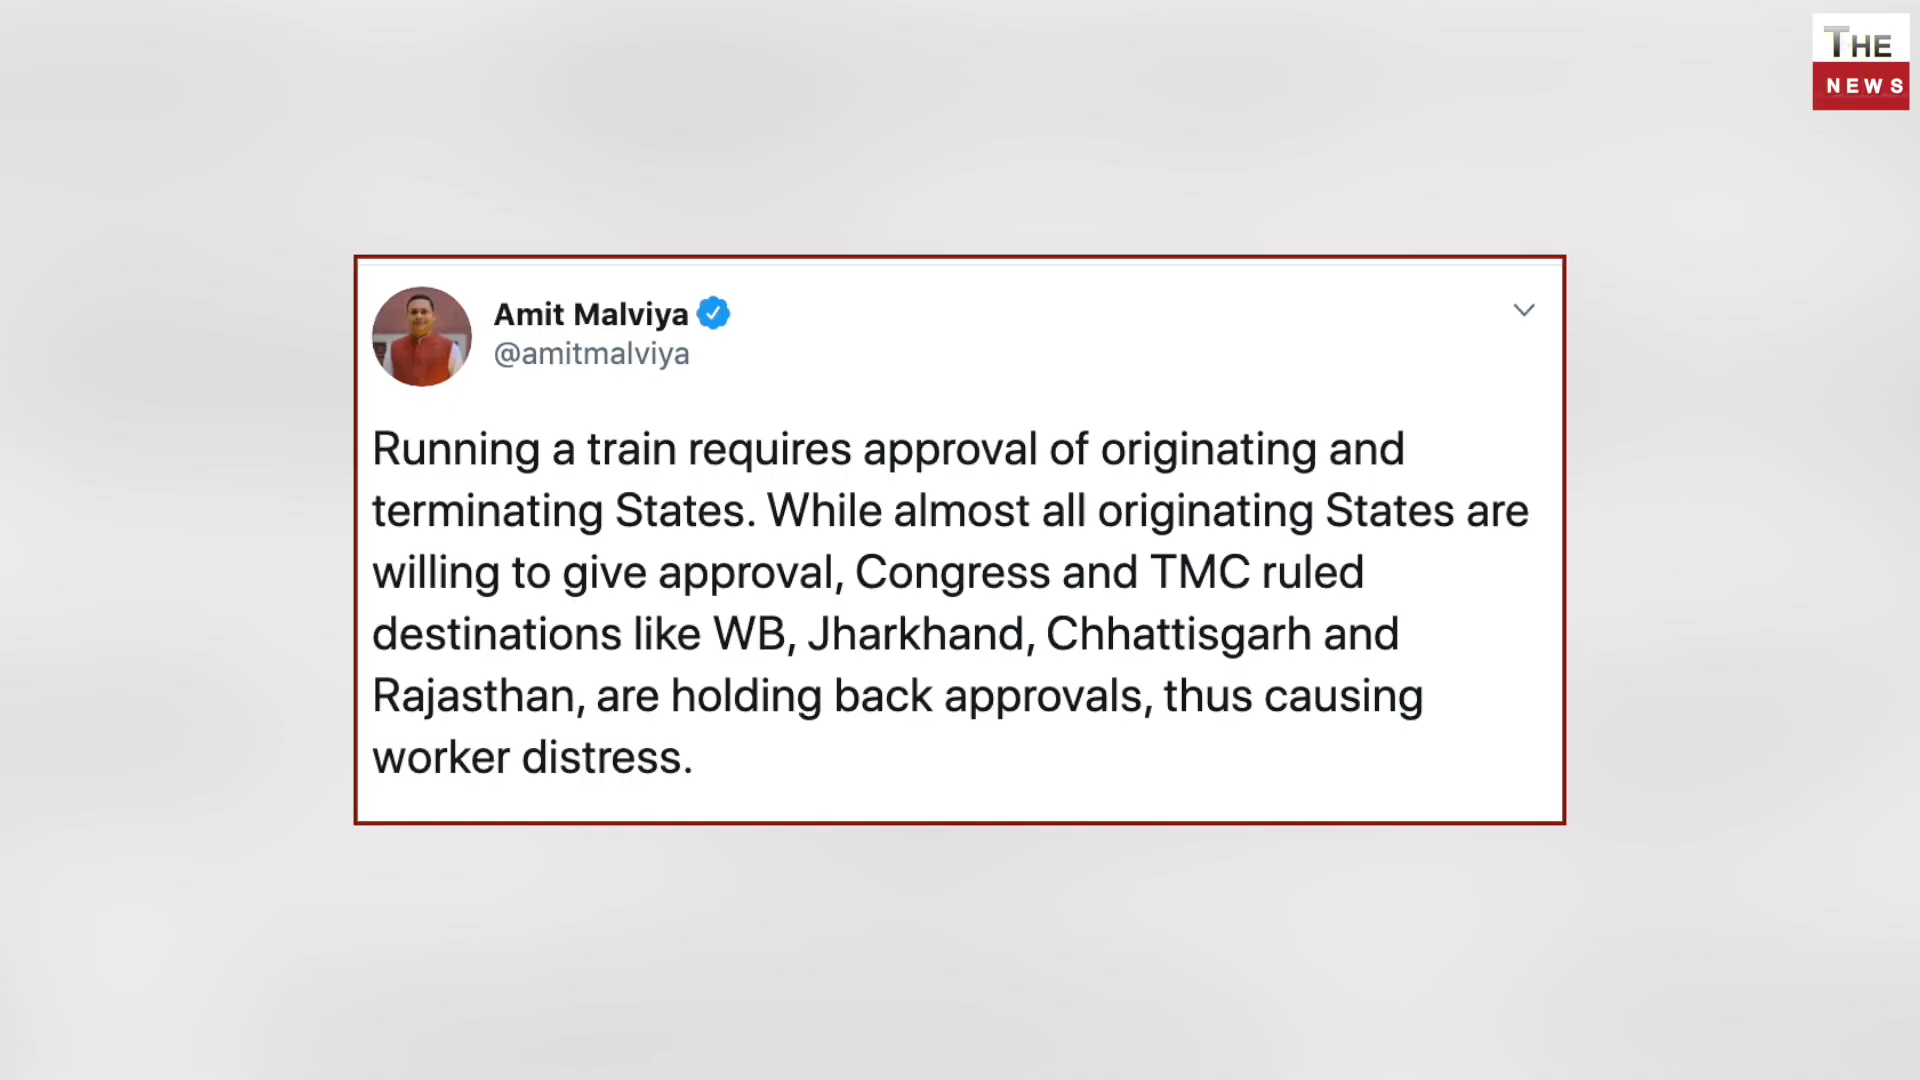 THE
NEWS
Amit Malviya
@amitmalviya
Running a train requires approval of originating and
terminating States. While almost all originating States are
willing to give approval, Congress and TMC ruled
destinations like WB, Jharkhand, Chhattisgarh and
Rajasthan, are holding back approvals, thus causing
worker distress.